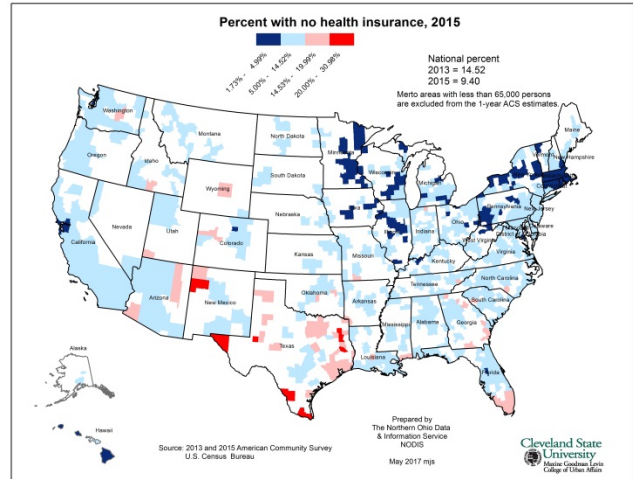 Percent with no health insurance, 2015
1.73% - 4.99%
5.00% - 14.52%
14.53% - 19.99%
20.00% - 30.98%
National percent
2013 = 14.52
2015 = 9.40
Merto areas with less than 65,000 persons
are excluded from the 1-year ACS estimates.
Washington
Montana
North Dakota
Maine
Oregon
Idaho
South Dakota
Wisconsin
Michigan
Vermont
New Hampshire
Wyoming
Nebraska
Pennsylvania
New Jersey
Nevada
Utah
Colorado
Indiana
Ohio
California
Kansas
Missouri
Kentucky
West Virginia
Virginia
Arizona
New Mexico
Oklahoma
Arkansas
Tennessee
North Carolina
South Carolina
Texas
Louisiana
Mississippi
Alabama
Georgia
Florida
Alaska
Hawaii
Source: 2013 and 2015 American Community Survey
U.S. Census Bureau
Prepared by
The Northern Ohio Data
& Information Service
NODIS
May 2017 mjs
Cleveland State
University
Maxine Goodman Levin
College of Urban Affairs